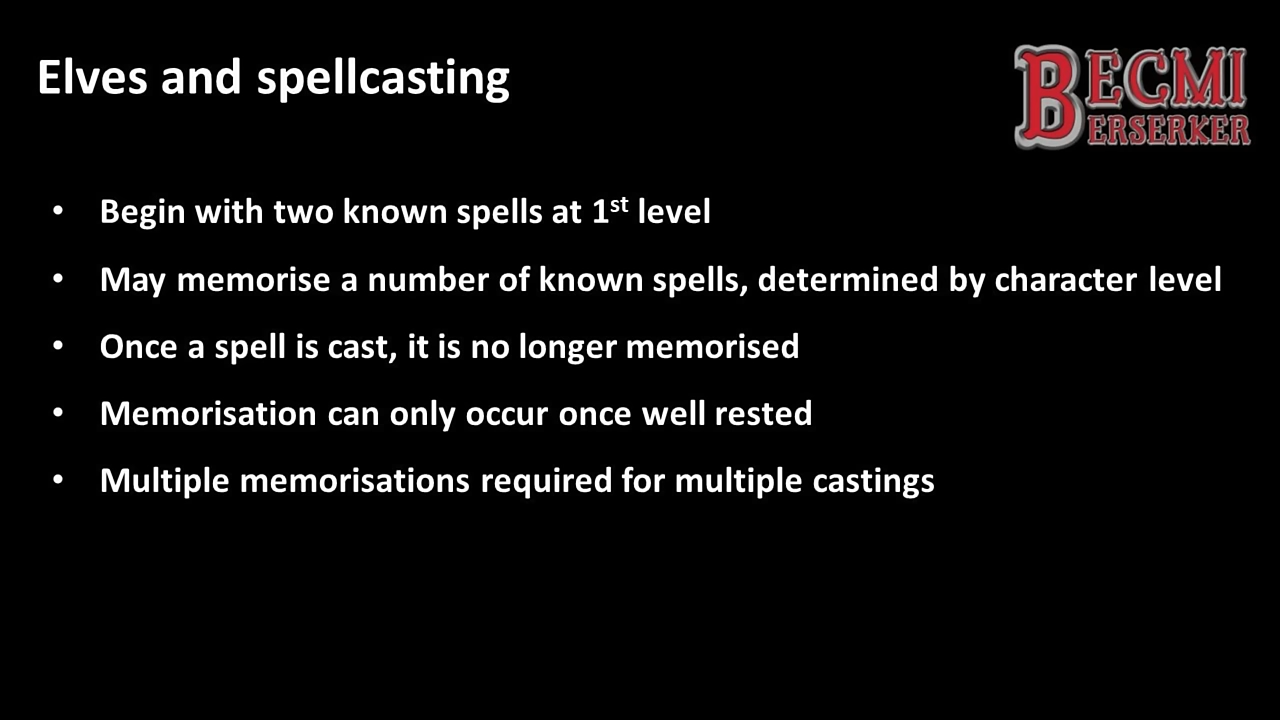 Elves and spellcasting
BECMI
BERSERKER
• Begin with two known spells at 1st level
• May memorise a number of known spells, determined by character level
• Once a spell is cast, it is no longer memorised
• Memorisation can only occur once well rested
• Multiple memorisations required for multiple castings